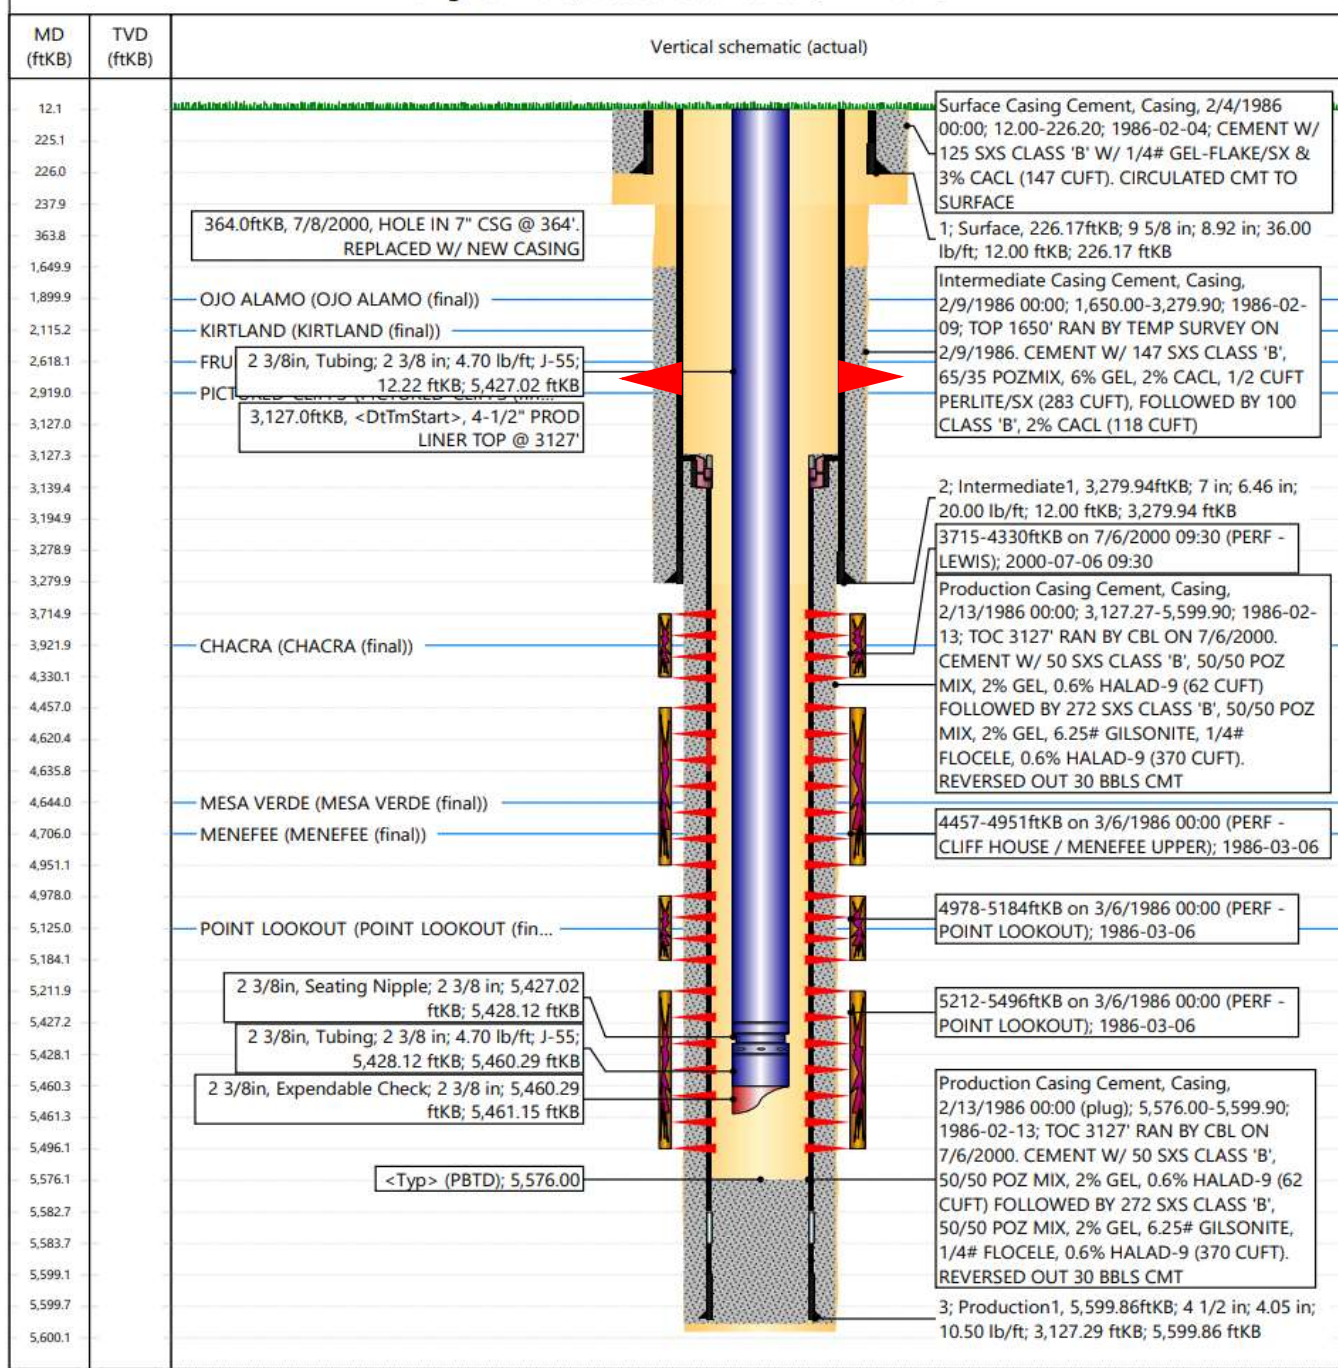 MD
(ftKB)
TVD
(ftKB)
Vertical schematic (actual)
12.1
225.1
226.0
237.9
363.8
1,649.9
1,899.9
2,115.2
2,618.1
2,919.0
3,127.0
3,127.3
3,139.4
3,194.9
3,278.9
3,279.9
3,714.9
3,921.9
4,330.1
4,457.0
4,620.4
4,635.8
4,644.0
4,706.0
4,951.1
4,978.0
5,125.0
5,184.1
5,211.9
5,427.2
5,428.1
5,460.3
5,461.3
5,496.1
5,576.1
5,582.7
5,583.7
5,599.1
5,599.7
5,600.1
364.0ftKB, 7/8/2000, HOLE IN 7" CSG @ 364'.
REPLACED W/ NEW CASING
OJO ALAMO (OJO ALAMO (final))
KIRTLAND (KIRTLAND (final))
FRU
2 3/8in, Tubing; 2 3/8 in; 4.70 lb/ft; J-55;
12.22 ftKB; 5,427.02 ftKB
3,127.0ftKB, <DtTmStart>, 4-1/2" PROD
LINER TOP @ 3127'
CHACRA (CHACRA (final))
MESA VERDE (MESA VERDE (final))
MENEFEE (MENEFEE (final))
POINT LOOKOUT (POINT LOOKOUT (fin...
2 3/8in, Seating Nipple; 2 3/8 in; 5,427.02
ftKB; 5,428.12 ftKB
2 3/8in, Tubing; 2 3/8 in; 4.70 lb/ft; J-55;
5,428.12 ftKB; 5,460.29 ftKB
2 3/8in, Expendable Check; 2 3/8 in; 5,460.29
ftKB; 5,461.15 ftKB
<Typ> (PBTD); 5,576.00
Surface Casing Cement, Casing, 2/4/1986
00:00; 12.00-226.20; 1986-02-04; CEMENT W/
125 SXS CLASS 'B' W/ 1/4# GEL-FLAKE/SX &
3% CACL (147 CUFT). CIRCULATED CMT TO
SURFACE
1; Surface, 226.17ftKB; 9 5/8 in; 8.92 in; 36.00
lb/ft; 12.00 ftKB; 226.17 ftKB
Intermediate Casing Cement, Casing,
2/9/1986 00:00; 1,650.00-3,279.90; 1986-02-
09; TOP 1650' RAN BY TEMP SURVEY ON
2/9/1986. CEMENT W/ 147 SXS CLASS 'B',
65/35 POZMIX, 6% GEL, 2% CACL, 1/2 CUFT
PERLITE/SX (283 CUFT), FOLLOWED BY 100
CLASS 'B', 2% CACL (118 CUFT)
2; Intermediate1, 3,279.94ftKB; 7 in; 6.46 in;
20.00 lb/ft; 12.00 ftKB; 3,279.94 ftKB
3715-4330ftKB on 7/6/2000 09:30 (PERF -
LEWIS); 2000-07-06 09:30
Production Casing Cement, Casing,
2/13/1986 00:00; 3,127.27-5,599.90; 1986-02-
13; TOC 3127' RAN BY CBL ON 7/6/2000.
CEMENT W/ 50 SXS CLASS 'B', 50/50 POZ
MIX, 2% GEL, 0.6% HALAD-9 (62 CUFT)
FOLLOWED BY 272 SXS CLASS 'B', 50/50 POZ
MIX, 2% GEL, 6.25# GILSONITE, 1/4#
FLOCELE, 0.6% HALAD-9 (370 CUFT).
REVERSED OUT 30 BBLS CMT
4457-4951ftKB on 3/6/1986 00:00 (PERF -
CLIFF HOUSE / MENEFEE UPPER); 1986-03-06
4978-5184ftKB on 3/6/1986 00:00 (PERF -
POINT LOOKOUT); 1986-03-06
5212-5496ftKB on 3/6/1986 00:00 (PERF -
POINT LOOKOUT); 1986-03-06
Production Casing Cement, Casing,
2/13/1986 00:00 (plug); 5,576.00-5,599.90;
1986-02-13; TOC 3127' RAN BY CBL ON
7/6/2000. CEMENT W/ 50 SXS CLASS 'B',
50/50 POZ MIX, 2% GEL, 0.6% HALAD-9 (62
CUFT) FOLLOWED BY 272 SXS CLASS 'B',
50/50 POZ MIX, 2% GEL, 6.25# GILSONITE,
1/4# FLOCELE, 0.6% HALAD-9 (370 CUFT).
REVERSED OUT 30 BBLS CMT
3; Production1, 5,599.86ftKB; 4 1/2 in; 4.05 in;
10.50 lb/ft; 3,127.29 ftKB; 5,599.86 ftKB